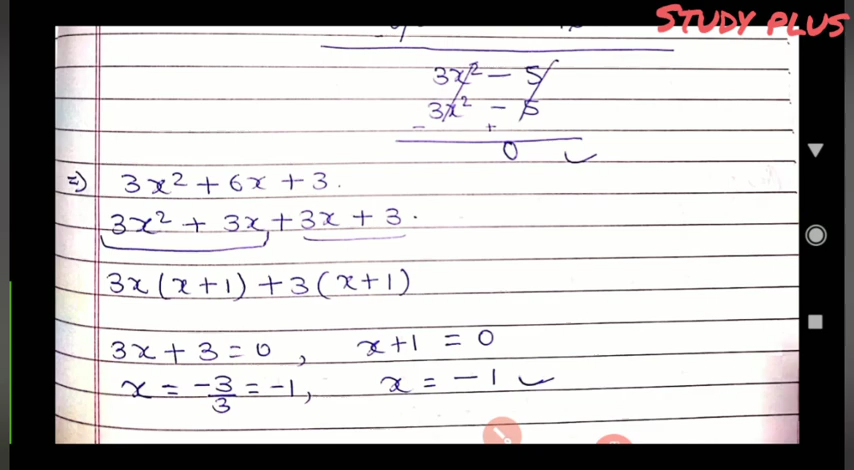 STUDY PLUS
3x² - 5
3x² - 5
- +
0
⇒ 3x² + 6x + 3.
3x² + 3x + 3x + 3.
3x(x+1) + 3(x+1)
3x + 3 = 0, x+1 = 0
x = -3/3 = -1, x = -1